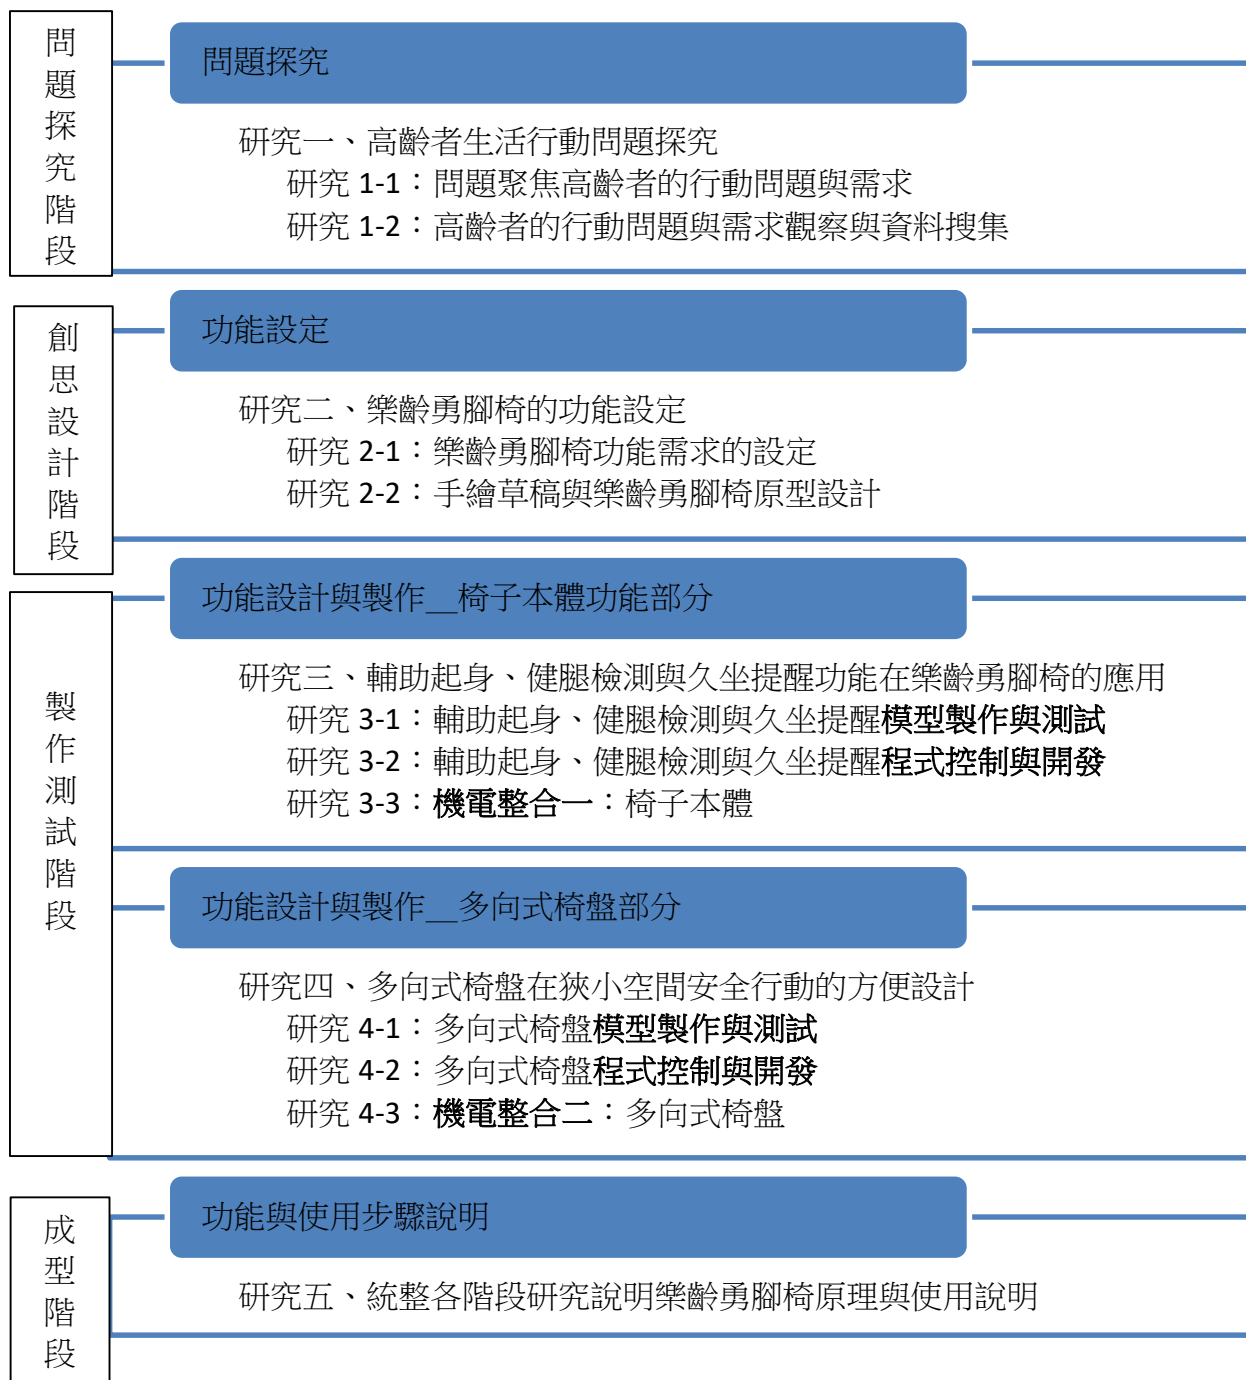 問題探究階段
問題探究
研究一、高齡者生活行動問題探究
研究 1-1：問題聚焦高齡者的行動問題與需求
研究 1-2：高齡者的行動問題與需求觀察與資料搜集
創思設計階段
功能設定
研究二、樂齡勇腳椅的功能設定
研究 2-1：樂齡勇腳椅功能需求的設定
研究 2-2：手繪草稿與樂齡勇腳椅原型設計
製作測試階段
功能設計與製作__椅子本體功能部分
研究三、輔助起身、健腿檢測與久坐提醒功能在樂齡勇腳椅的應用
研究 3-1：輔助起身、健腿檢測與久坐提醒模型製作與測試
研究 3-2：輔助起身、健腿檢測與久坐提醒程式控制與開發
研究 3-3：機電整合一：椅子本體
功能設計與製作__多向式椅盤部分
研究四、多向式椅盤在狹小空間安全行動的方便設計
研究 4-1：多向式椅盤模型製作與測試
研究 4-2：多向式椅盤程式控制與開發
研究 4-3：機電整合二：多向式椅盤
成型階段
功能與使用步驟說明
研究五、統整各階段研究說明樂齡勇腳椅原理與使用說明